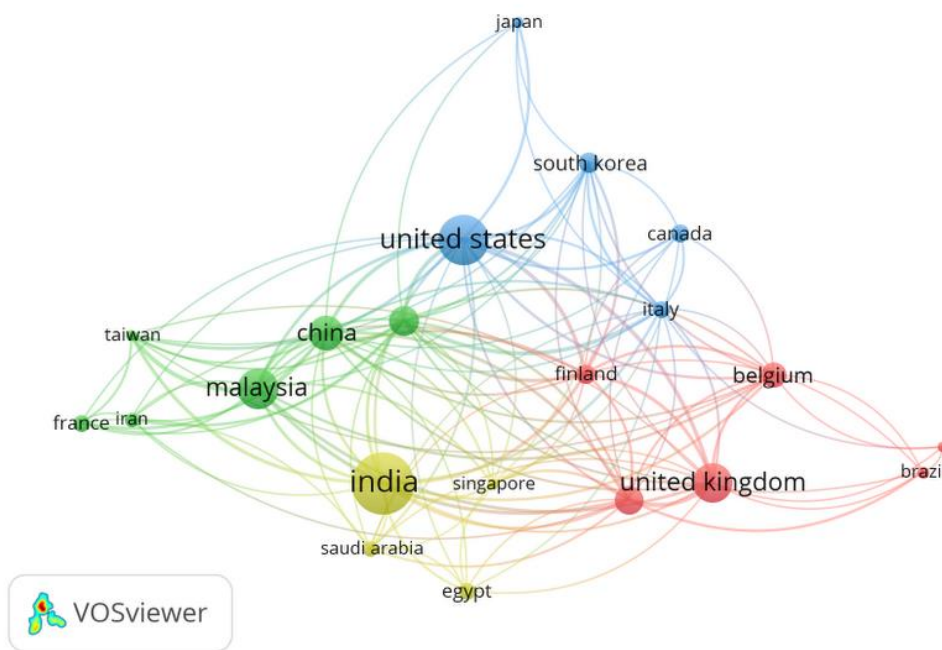 japan
south korea
united states
canada
italy
taiwan
china
finland
belgium
malaysia
france
iran
india
singapore
united kingdom
brazi
saudi arabia
egypt
VOSviewer